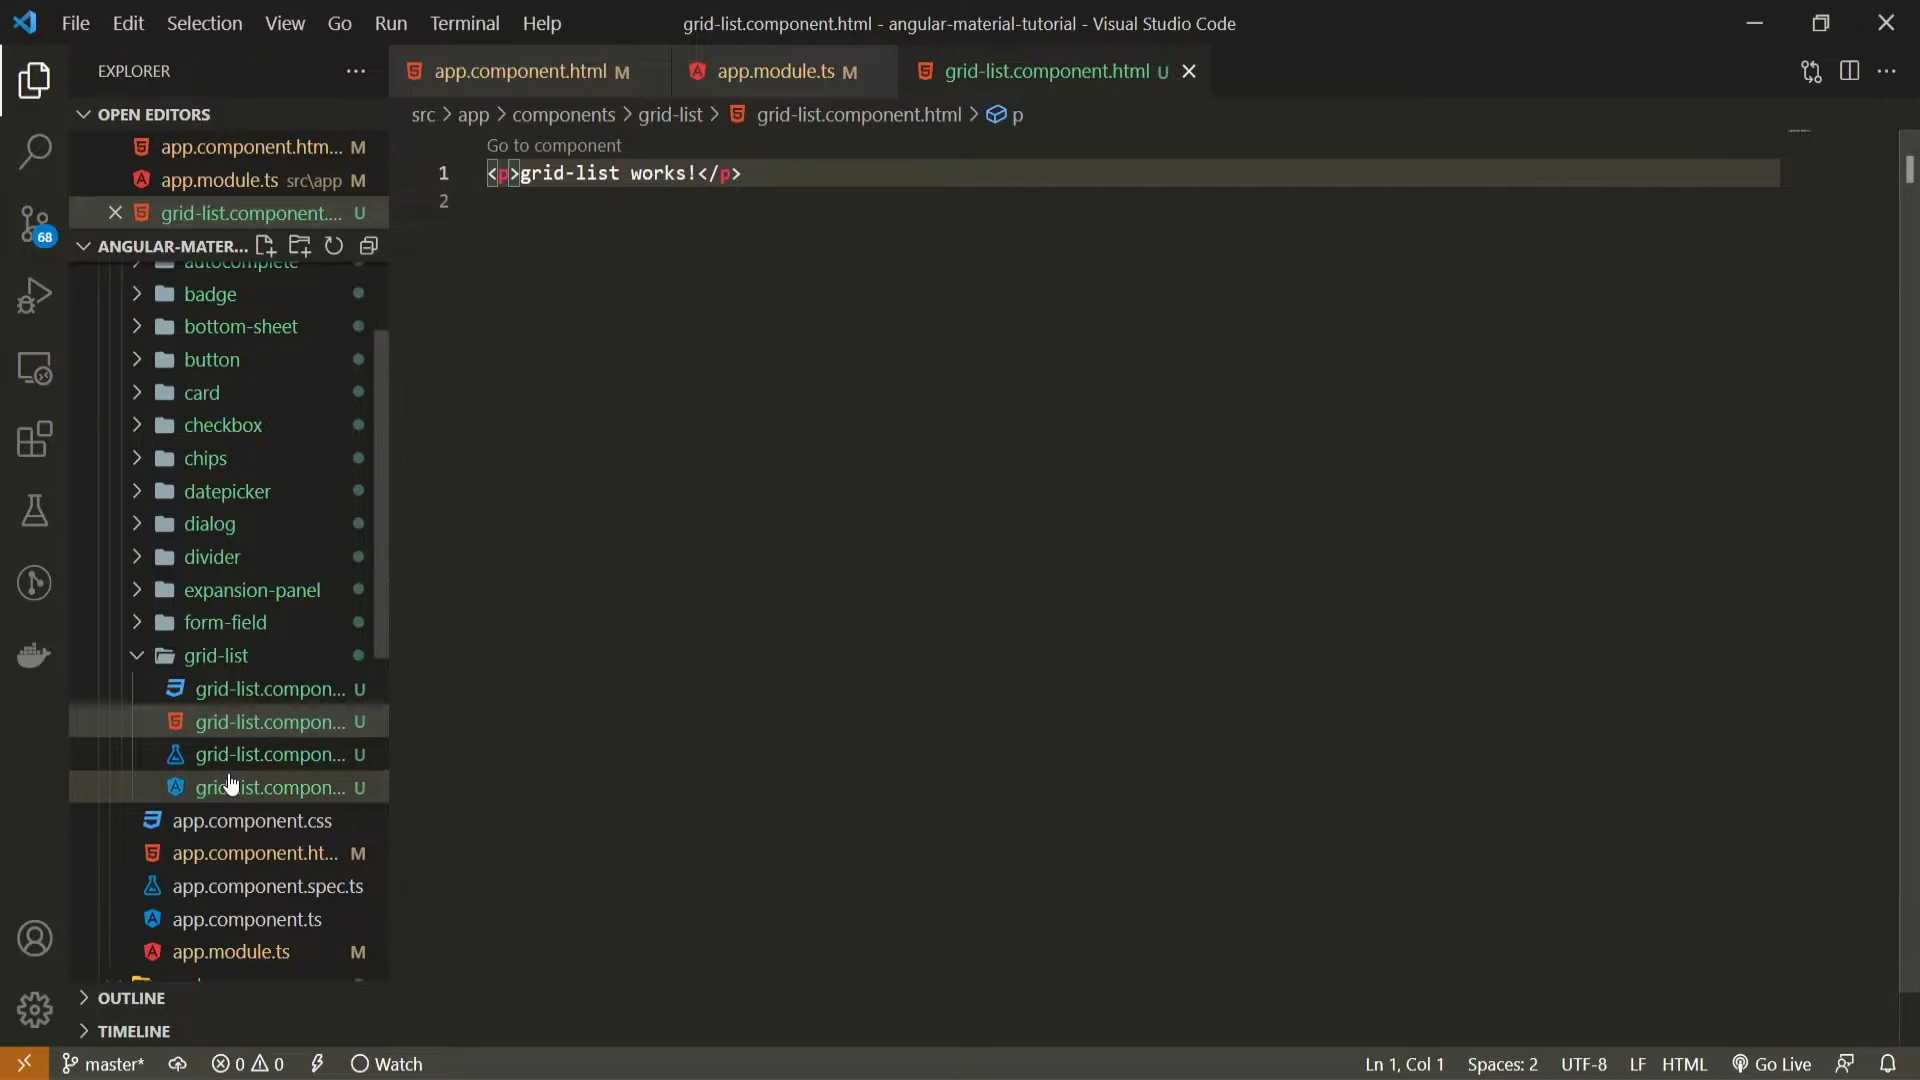 File Edit Selection View Go Run Terminal Help
grid-list.component.html - angular-material-tutorial - Visual Studio Code
EXPLORER
OPEN EDITORS
app.component.htm... M
app.module.ts src\app M
grid-list.component.... U
68
ANGULAR-MATER...
autocomplete
badge
bottom-sheet
button
card
checkbox
chips
datepicker
dialog
divider
expansion-panel
form-field
grid-list
grid-list.compon... U
grid-list.compon... U
grid-list.compon... U
grid-list.compon... U
app.component.css
app.component.ht... M
app.component.spec.ts
app.component.ts
app.module.ts M
OUTLINE
TIMELINE
app.component.html M
app.module.ts M
grid-list.component.html U
src > app > components > grid-list > grid-list.component.html > p
Go to component
1 <p>grid-list works!</p>
2
master* 0 0 Watch
Ln 1, Col 1 Spaces: 2 UTF-8 LF HTML Go Live